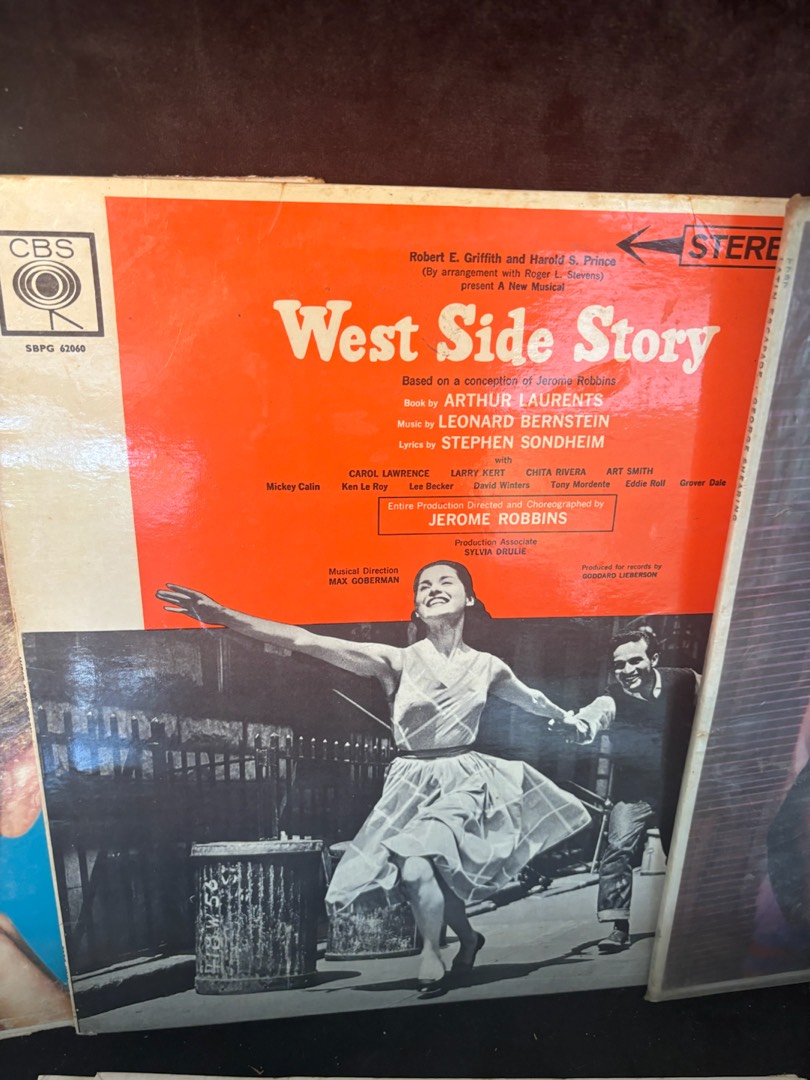 CBS
SBPG 62060
STERE
Robert E. Griffith and Harold S. Prince
(By arrangement with Roger L. Stevens)
present A New Musical
West Side Story
Based on a conception of Jerome Robbins
Book by ARTHUR LAURENTS
Music by LEONARD BERNSTEIN
Lyrics by STEPHEN SONDHEIM
with
CAROL LAWRENCE LARRY KERT CHITA RIVERA ART SMITH
Mickey Calin Ken Le Roy Lee Becker David Winters Tony Mordente Eddie Roll Grover Dale
Entire Production Directed and Choreographed by
JEROME ROBBINS
Production Associate
SYLVIA DRULIE
Musical Direction
MAX GOBERMAN
Produced for records by
GODDARD LIEBERSON
LATIN ESCAPADE GEORGE SHEARING